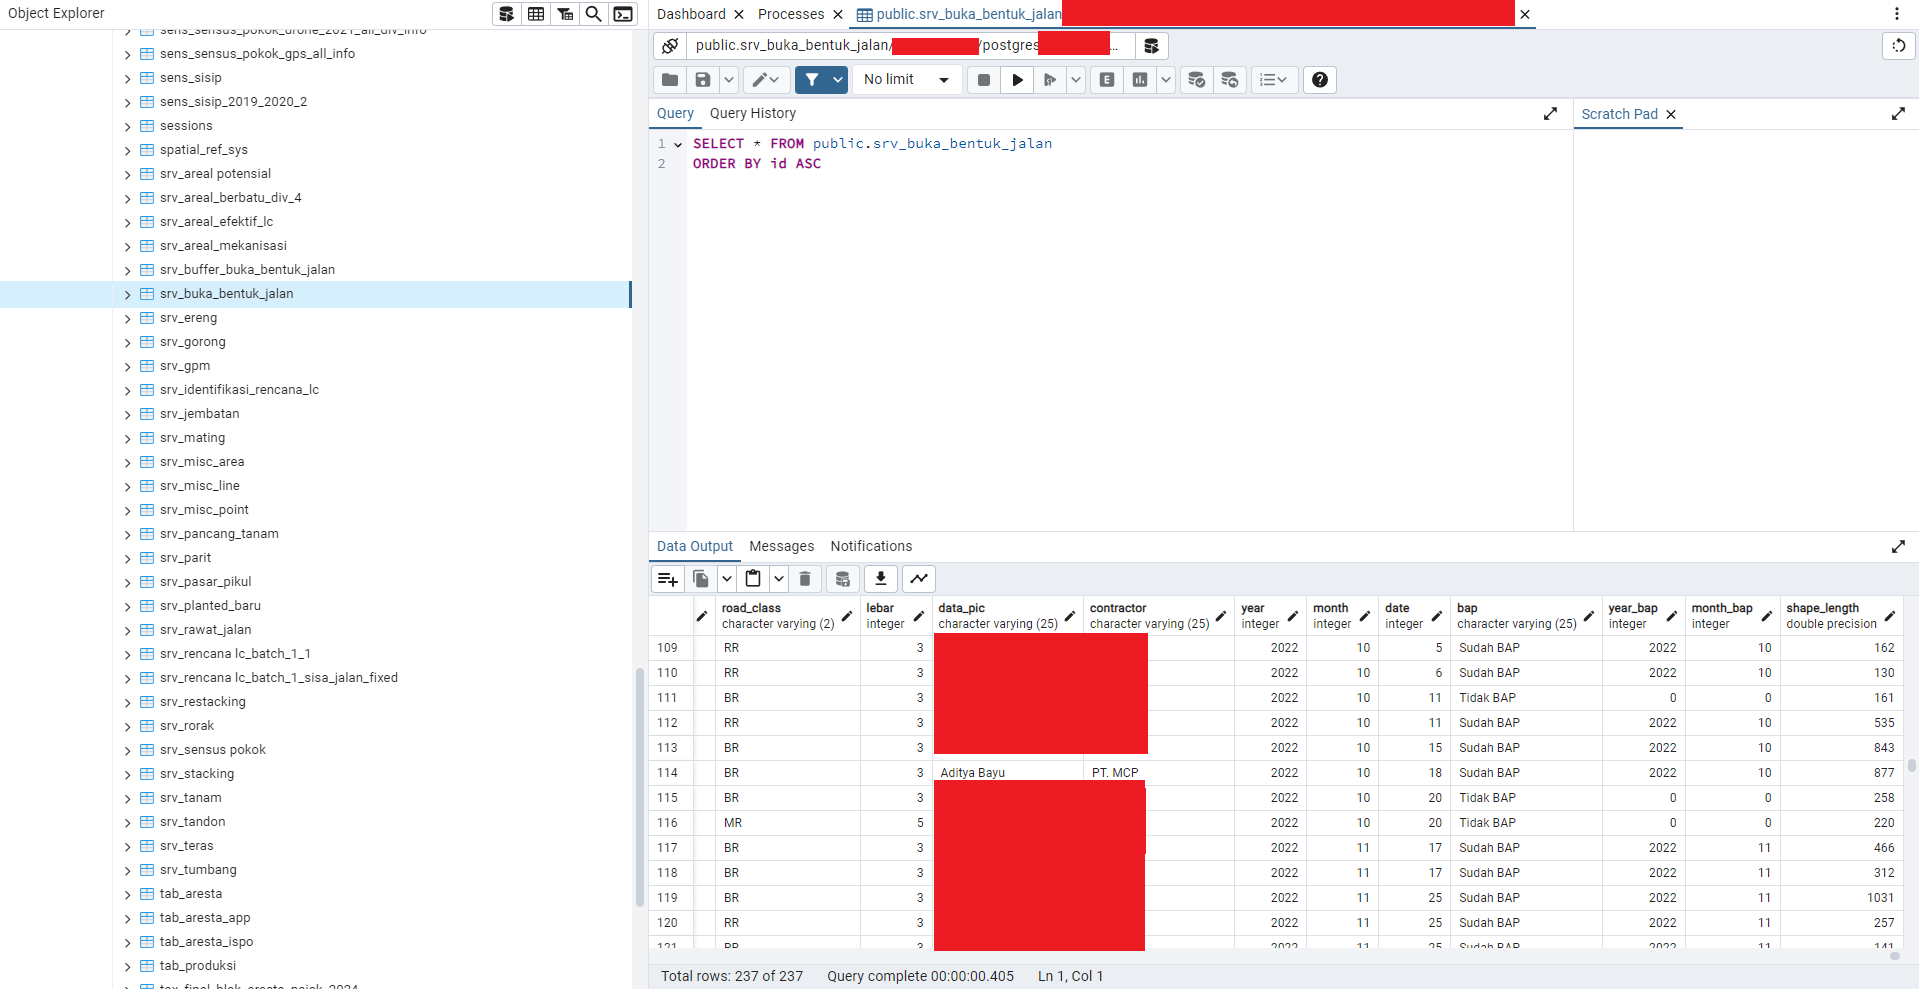 Object Explorer
sens_sensus_pokok_drone_2021_all_div_info
sens_sensus_pokok_gps_all_info
sens_sisip
sens_sisip_2019_2020_2
sessions
spatial_ref_sys
srv_areal potensial
srv_areal_berbatu_div_4
srv_areal_efektif_lc
srv_areal_mekanisasi
srv_buffer_buka_bentuk_jalan
srv_buka_bentuk_jalan
srv_ereng
srv_gorong
srv_gpm
srv_identifikasi_rencana_lc
srv_jembatan
srv_mating
srv_misc_area
srv_misc_line
srv_misc_point
srv_pancang_tanam
srv_parit
srv_pasar_pikul
srv_planted_baru
srv_rawat_jalan
srv_rencana lc_batch_1_1
srv_rencana lc_batch_1_sisa_jalan_fixed
srv_restacking
srv_rorak
srv_sensus pokok
srv_stacking
srv_tanam
srv_tandon
srv_teras
srv_tumbang
tab_aresta
tab_aresta_app
tab_aresta_ispo
tab_produksi
Dashboard Processes public.srv_buka_bentuk_jalan
public.srv_buka_bentuk_jalan/ /postgres ...
No limit
Query Query History Scratch Pad
1 SELECT * FROM public.srv_buka_bentuk_jalan
2 ORDER BY id ASC
Data Output Messages Notifications
road_class lebar data_pic contractor year month date bap year_bap month_bap shape_length
character varying (2) integer character varying (25) character varying (25) integer integer integer character varying (25) integer integer double precision
109 RR 3 2022 10 5 Sudah BAP 2022 10 162
110 RR 3 2022 10 6 Sudah BAP 2022 10 130
111 BR 3 2022 10 11 Tidak BAP 0 0 161
112 RR 3 2022 10 11 Sudah BAP 2022 10 535
113 BR 3 2022 10 15 Sudah BAP 2022 10 843
114 BR 3 Aditya Bayu PT. MCP 2022 10 18 Sudah BAP 2022 10 877
115 BR 3 2022 10 20 Tidak BAP 0 0 258
116 MR 5 2022 10 20 Tidak BAP 0 0 220
117 BR 3 2022 11 17 Sudah BAP 2022 11 466
118 BR 3 2022 11 17 Sudah BAP 2022 11 312
119 BR 3 2022 11 25 Sudah BAP 2022 11 1031
120 RR 3 2022 11 25 Sudah BAP 2022 11 257
121 3 2022 11 25 Sudah BAP 2022 11 141
Total rows: 237 of 237 Query complete 00:00:00.405 Ln 1, Col 1